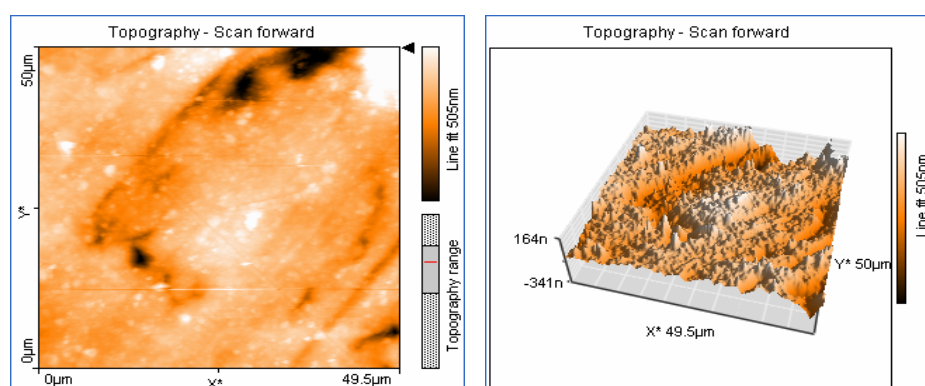 Topography - Scan forward
50µm
Y*
0µm
0µm
X*
49.5µm
Line fit 505nm
Topography range
Topography - Scan forward
164n
-341n
Y* 50µm
X* 49.5µm
Line fit 505nm